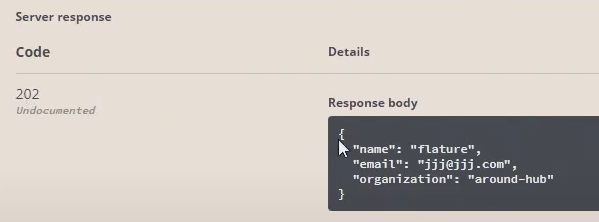 Server response
Code Details
202
Undocumented
Response body
{
"name": "flature",
"email": "jjj@jjj.com",
"organization": "around-hub"
}